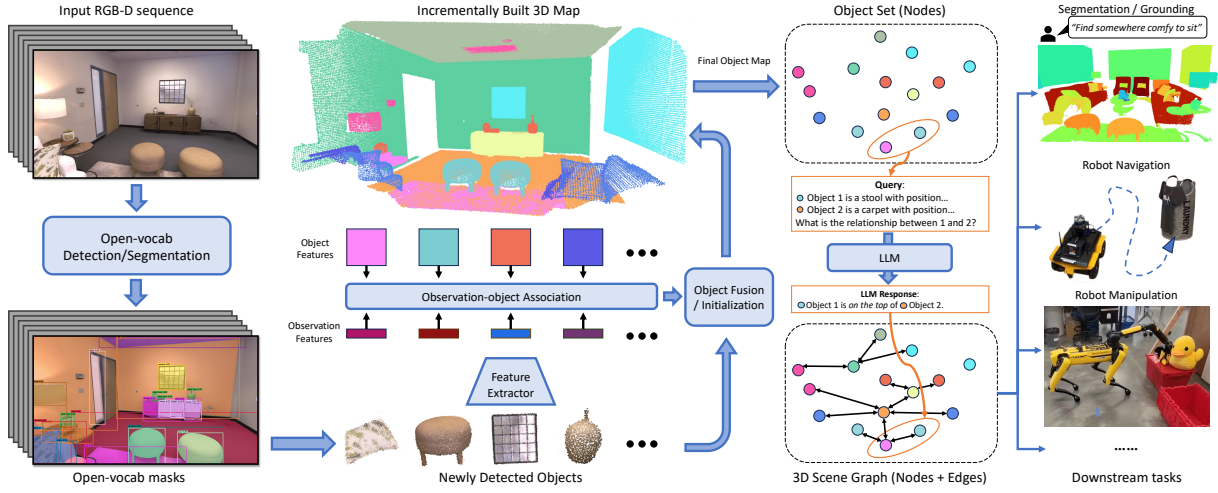 Input RGB-D sequence
Open-vocab
Detection/Segmentation
Open-vocab masks
Incrementally Built 3D Map
Object
Features
Observation-object Association
Observation
Features
Feature
Extractor
Newly Detected Objects
Object Fusion
/ Initialization
Final Object Map
Object Set (Nodes)
Query:
Object 1 is a stool with position…
Object 2 is a carpet with position…
What is the relationship between 1 and 2?
LLM
LLM Response:
Object 1 is on the top of Object 2.
3D Scene Graph (Nodes + Edges)
Segmentation / Grounding
"Find somewhere comfy to sit"
Robot Navigation
LAUNDRY
Robot Manipulation
……
Downstream tasks